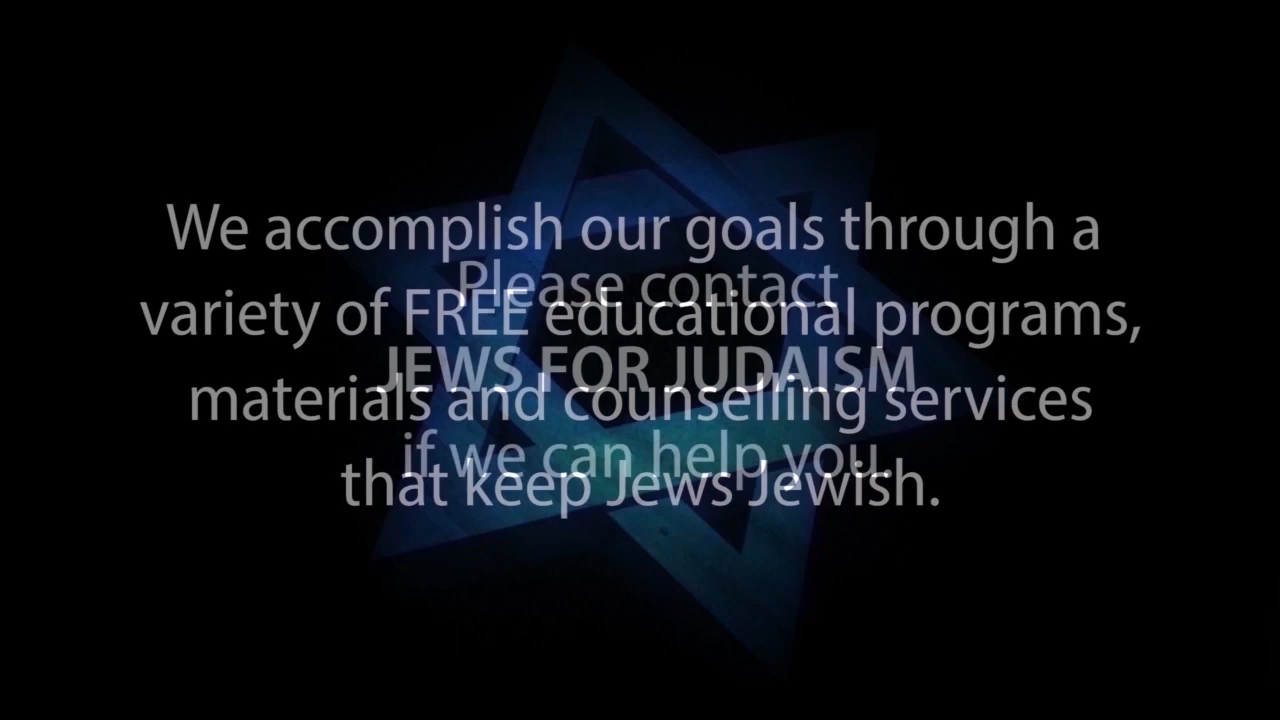 We accomplish our goals through a
variety of FREE educational programs,
materials and counselling services
that keep Jews Jewish.
Please contact
JEWS FOR JUDAISM
if we can help you.